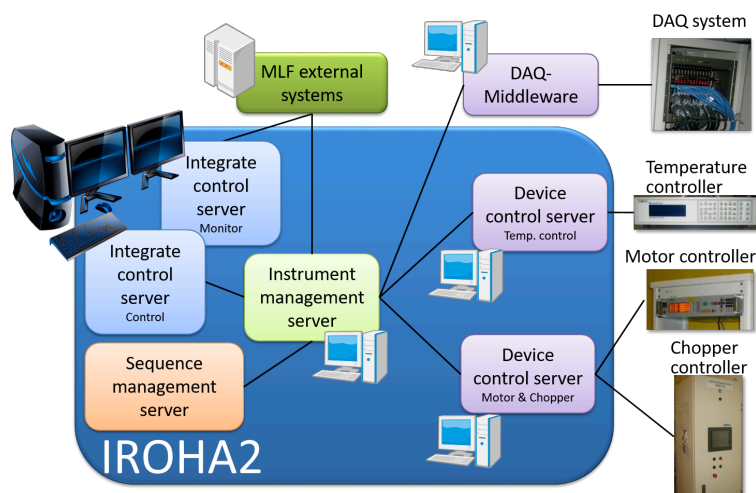 DAQ system
MLF external
systems
DAQ-
Middleware
Integrate
control
server
Monitor
Device
control server
Temp. control
Temperature
controller
Integrate
control
server
Control
Instrument
management
server
Motor controller
Sequence
management
server
Device
control server
Motor & Chopper
Chopper
controller
IROHA2